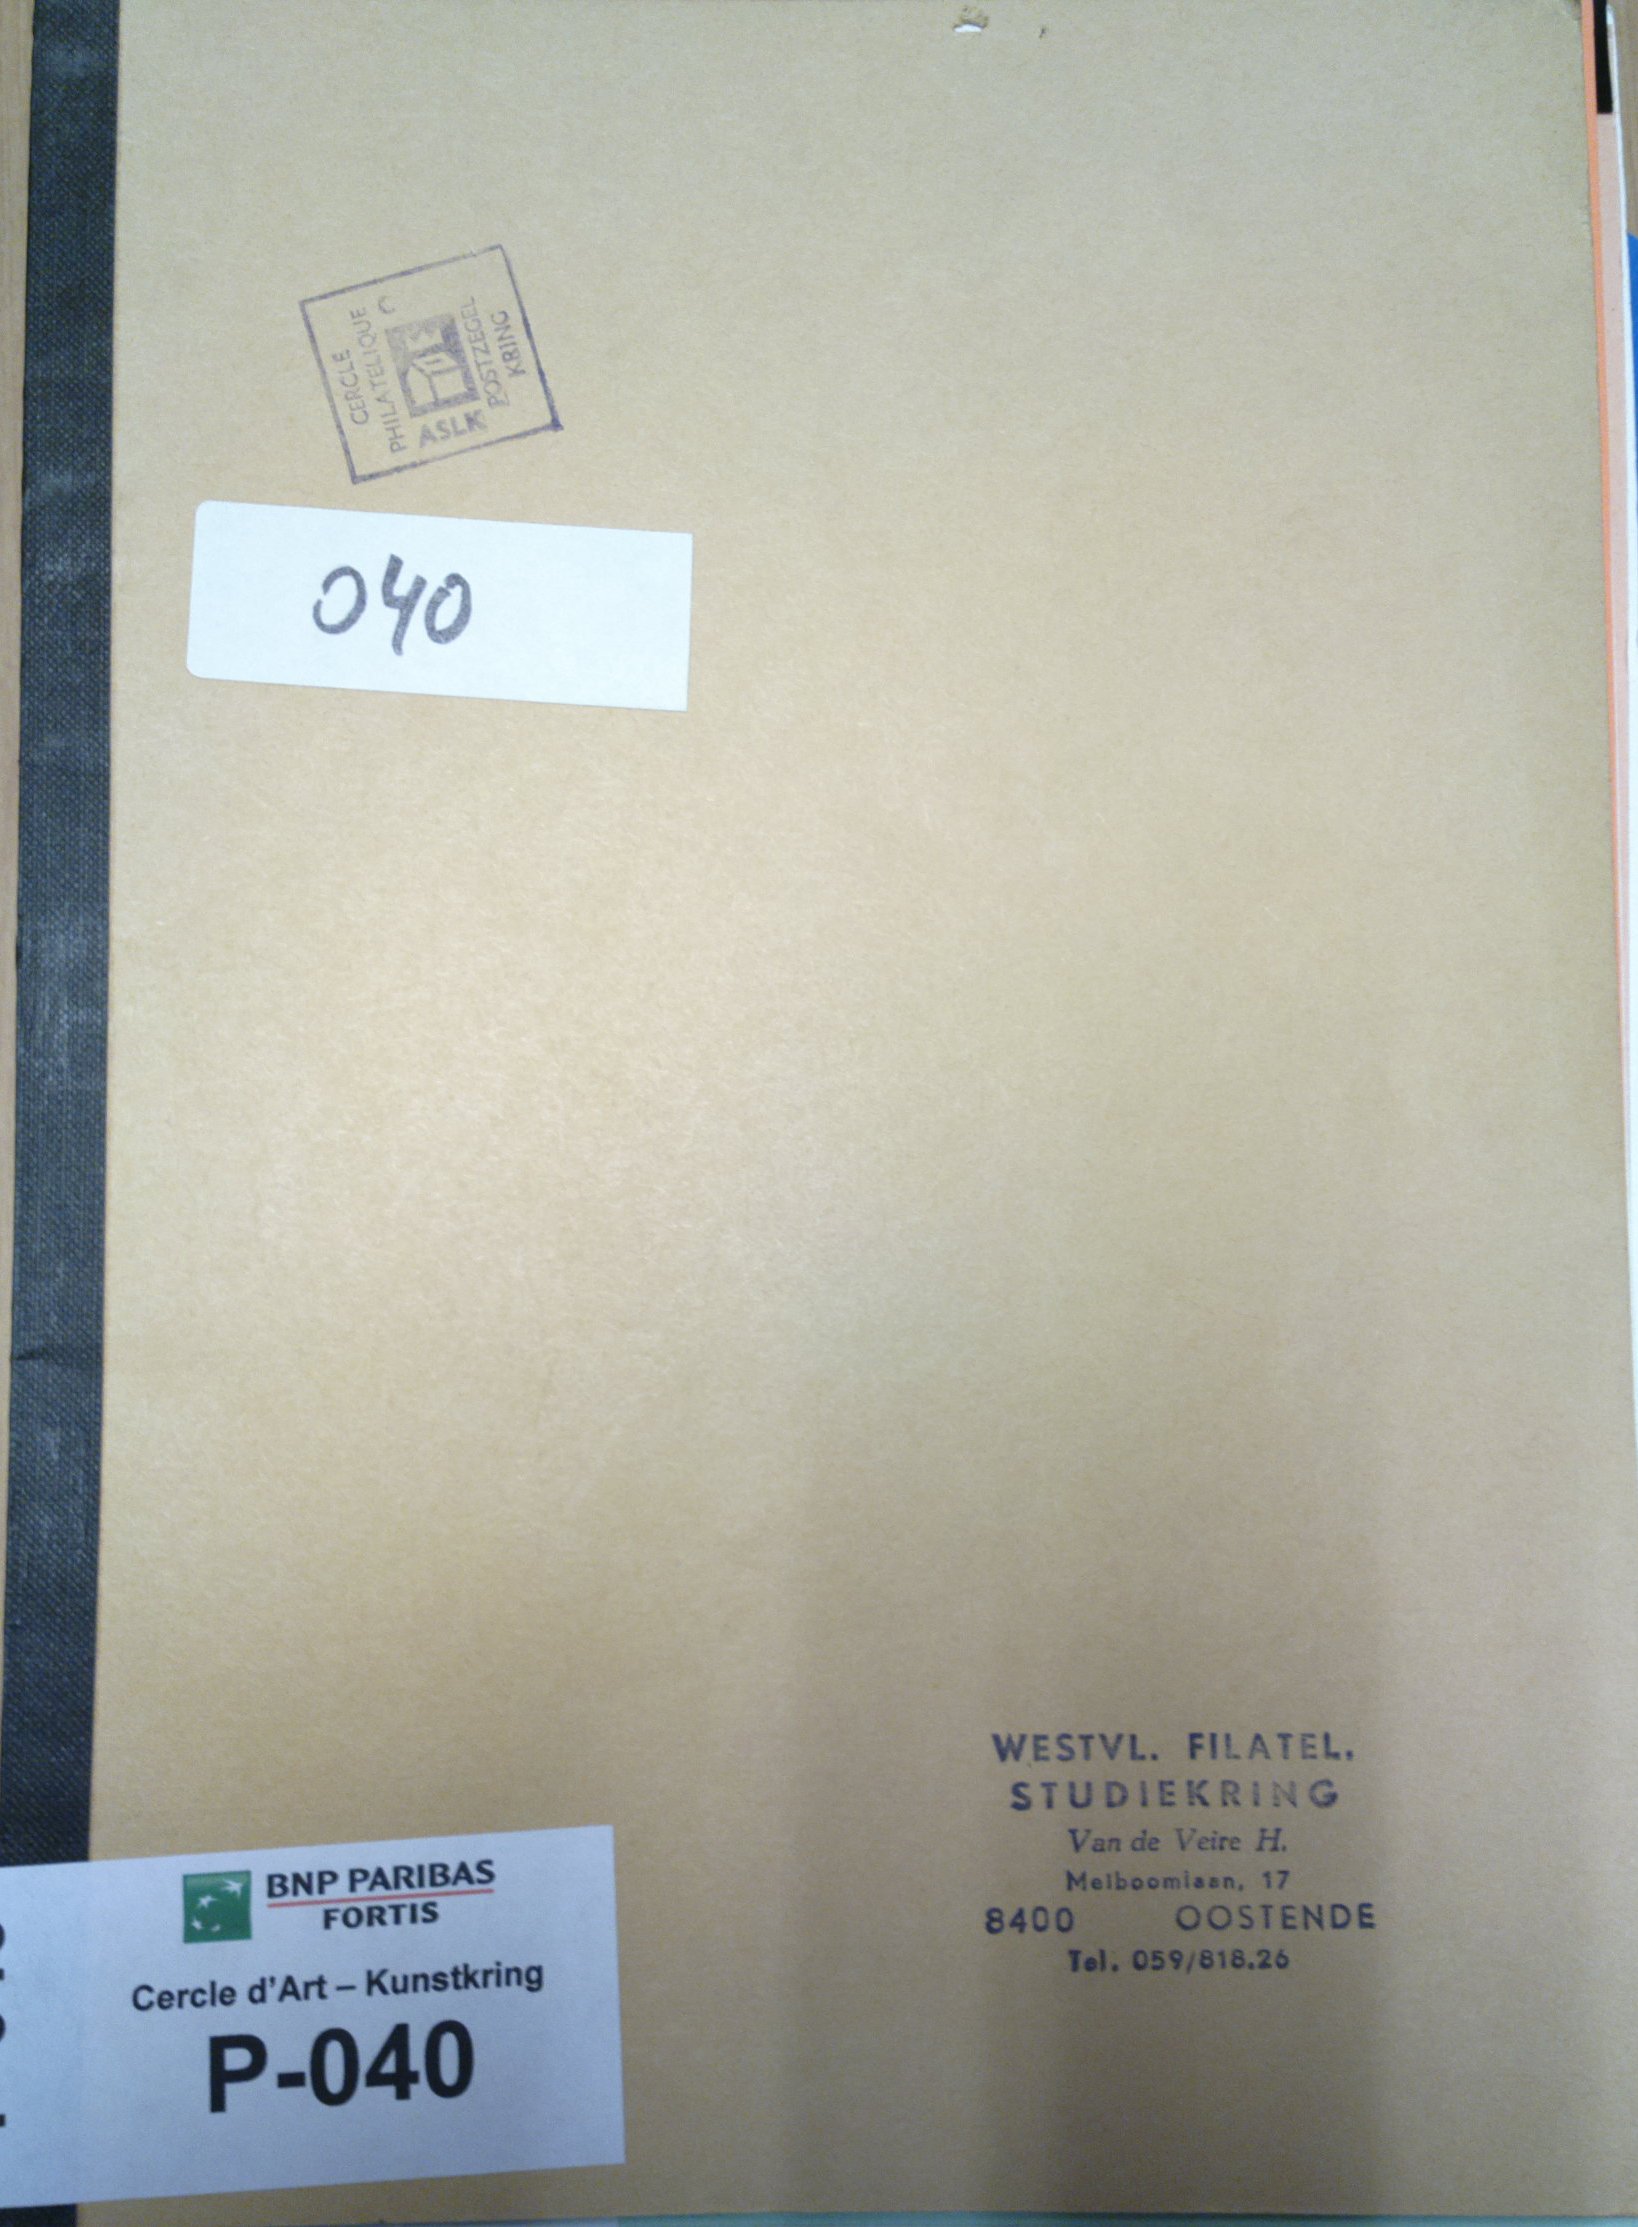 CERCLE
PHILATELIQUE
ASLK
POSTZEGEL
KRING
040
WESTVL. FILATEL.
STUDIEKRING
Van de Veire H.
Meiboomlaan, 17
8400 OOSTENDE
Tel. 059/818.26
BNP PARIBAS
FORTIS
Cercle d'Art – Kunstkring
P-040